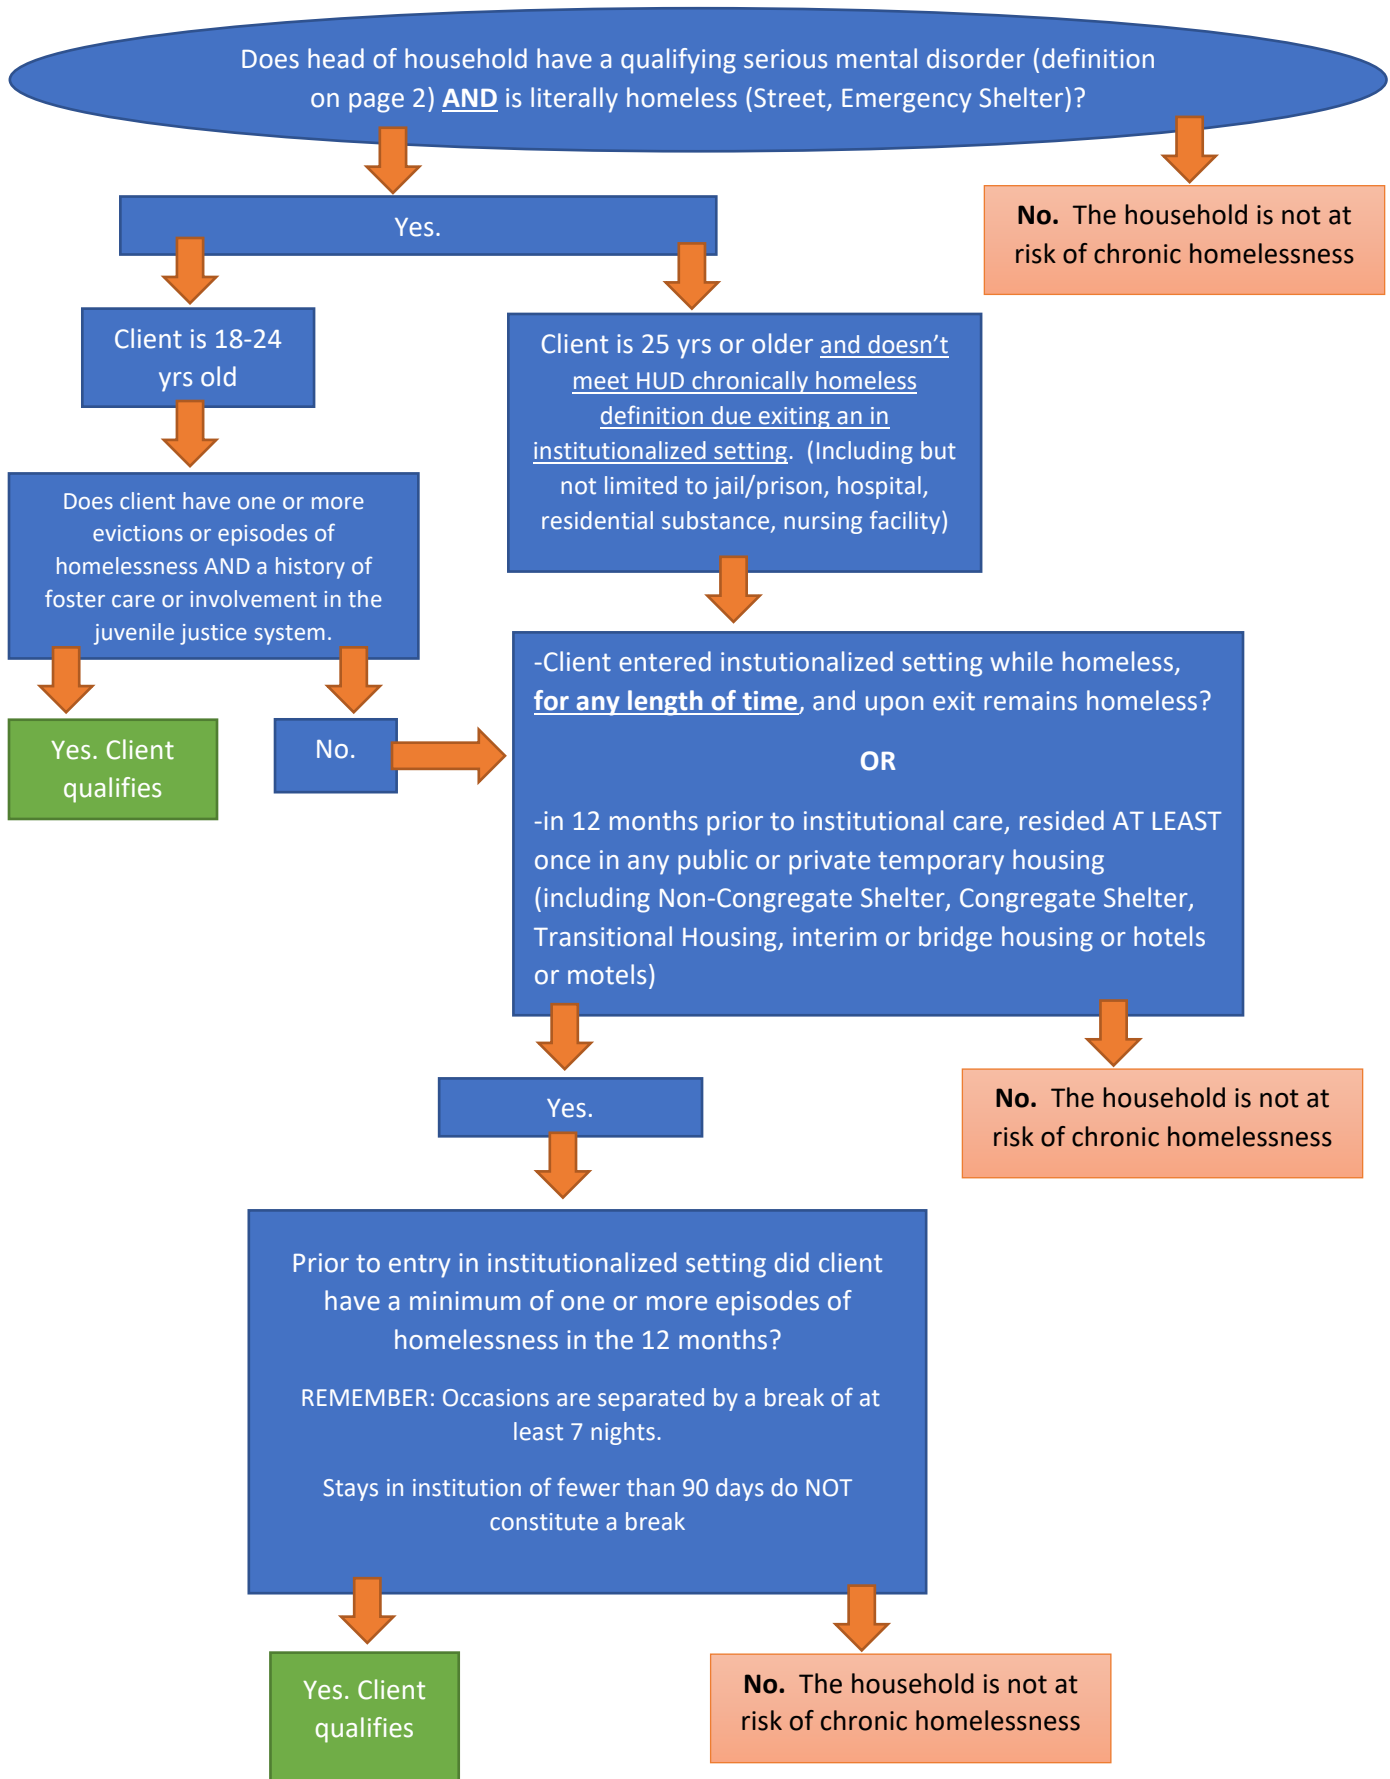 Does head of household have a qualifying serious mental disorder (definition
on page 2) AND is literally homeless (Street, Emergency Shelter)?
Yes.
No. The household is not at
risk of chronic homelessness
Client is 18-24
yrs old
Client is 25 yrs or older and doesn't
meet HUD chronically homeless
definition due exiting an in
institutionalized setting. (Including but
not limited to jail/prison, hospital,
residential substance, nursing facility)
Does client have one or more
evictions or episodes of
homelessness AND a history of
foster care or involvement in the
juvenile justice system.
Yes. Client
qualifies
No.
-Client entered instutionalized setting while homeless,
for any length of time, and upon exit remains homeless?
OR
-in 12 months prior to institutional care, resided AT LEAST
once in any public or private temporary housing
(including Non-Congregate Shelter, Congregate Shelter,
Transitional Housing, interim or bridge housing or hotels
or motels)
Yes.
No. The household is not at
risk of chronic homelessness
Prior to entry in institutionalized setting did client
have a minimum of one or more episodes of
homelessness in the 12 months?
REMEMBER: Occasions are separated by a break of at
least 7 nights.
Stays in institution of fewer than 90 days do NOT
constitute a break
Yes. Client
qualifies
No. The household is not at
risk of chronic homelessness